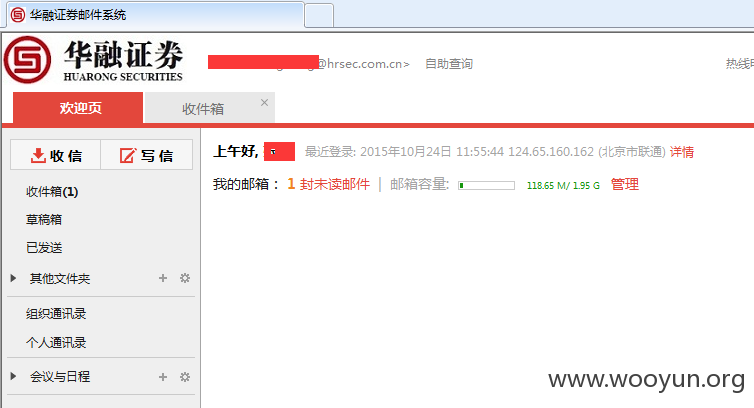 华融证券邮件系统
华融证券
HUARONG SECURITIES
@hrsec.com.cn> 自助查询 热线
欢迎页 收件箱
收信 写信
上午好, 最近登录: 2015年10月24日 11:55:44 124.65.160.162 (北京市联通) 详情
我的邮箱: 1 封未读邮件 | 邮箱容量: 118.65 M/ 1.95 G 管理
收件箱(1)
草稿箱
已发送
其他文件夹
组织通讯录
个人通讯录
会议与日程
www.wooyun.org